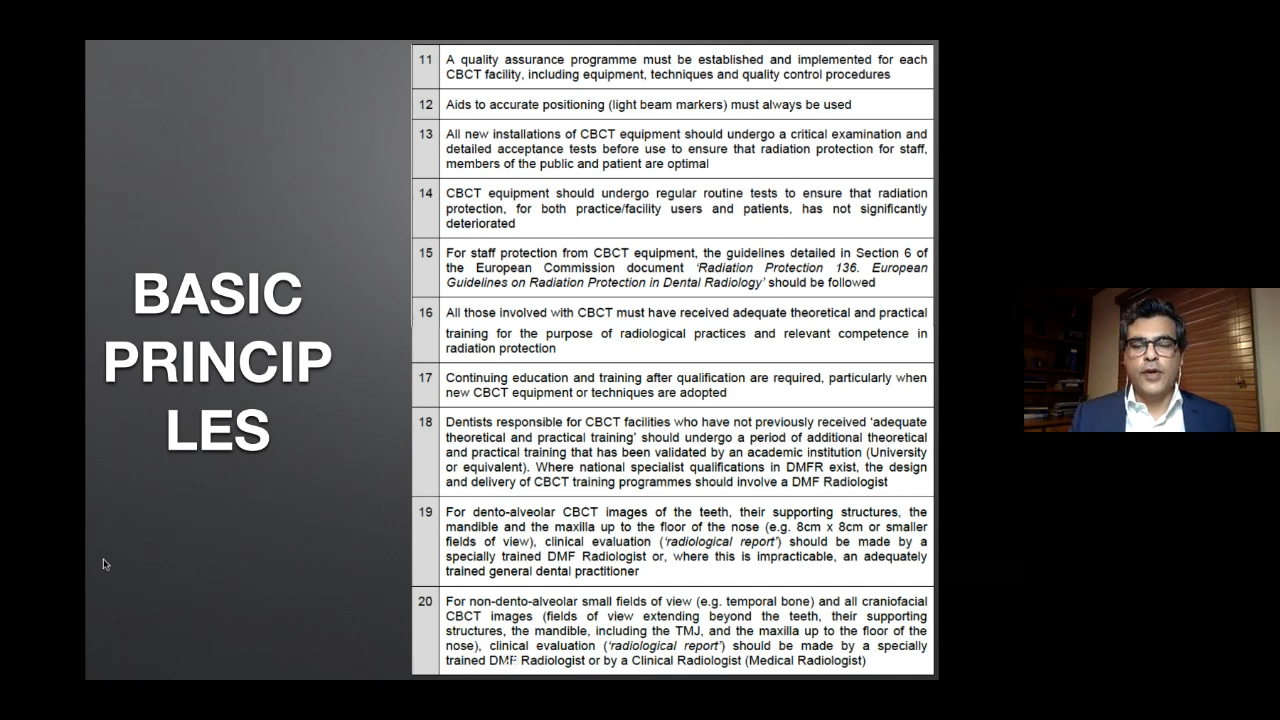 BASIC
PRINCIP
LES
11 A quality assurance programme must be established and implemented for each
CBCT facility, including equipment, techniques and quality control procedures
12 Aids to accurate positioning (light beam markers) must always be used
13 All new installations of CBCT equipment should undergo a critical examination and
detailed acceptance tests before use to ensure that radiation protection for staff,
members of the public and patient are optimal
14 CBCT equipment should undergo regular routine tests to ensure that radiation
protection, for both practice/facility users and patients, has not significantly
deteriorated
15 For staff protection from CBCT equipment, the guidelines detailed in Section 6 of
the European Commission document ‘Radiation Protection 136. European
Guidelines on Radiation Protection in Dental Radiology’ should be followed
16 All those involved with CBCT must have received adequate theoretical and practical
training for the purpose of radiological practices and relevant competence in
radiation protection
17 Continuing education and training after qualification are required, particularly when
new CBCT equipment or techniques are adopted
18 Dentists responsible for CBCT facilities who have not previously received ‘adequate
theoretical and practical training’ should undergo a period of additional theoretical
and practical training that has been validated by an academic institution (University
or equivalent). Where national specialist qualifications in DMFR exist, the design
and delivery of CBCT training programmes should involve a DMF Radiologist
19 For dento-alveolar CBCT images of the teeth, their supporting structures, the
mandible and the maxilla up to the floor of the nose (e.g. 8cm x 8cm or smaller
fields of view), clinical evaluation (‘radiological report’) should be made by a
specially trained DMF Radiologist or, where this is impracticable, an adequately
trained general dental practitioner
20 For non-dento-alveolar small fields of view (e.g. temporal bone) and all craniofacial
CBCT images (fields of view extending beyond the teeth, their supporting
structures, the mandible, including the TMJ, and the maxilla up to the floor of the
nose), clinical evaluation (‘radiological report’) should be made by a specially
trained DMF Radiologist or by a Clinical Radiologist (Medical Radiologist)